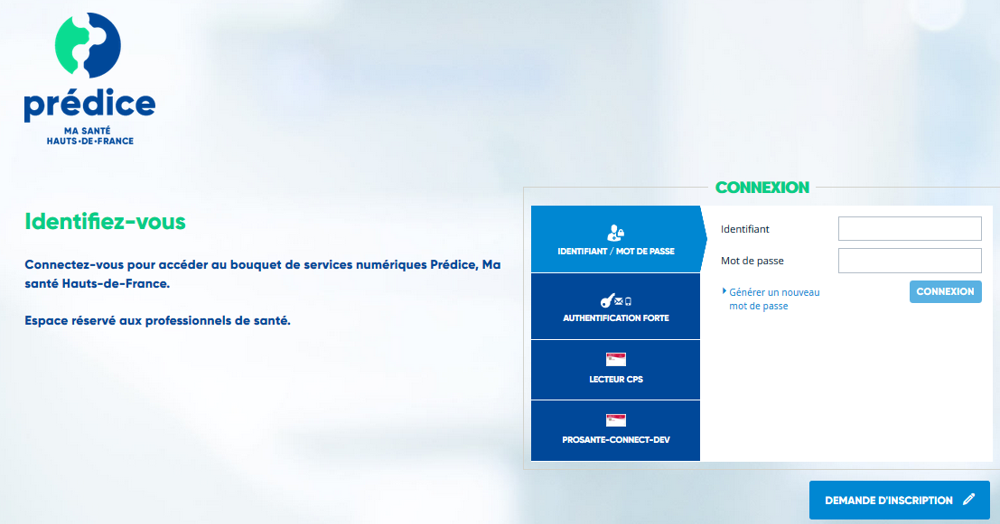 prédice
MA SANTÉ
HAUTS•DE•FRANCE
Identifiez-vous
Connectez-vous pour accéder au bouquet de services numériques Prédice, Ma
santé Hauts-de-France.
Espace réservé aux professionnels de santé.
CONNEXION
IDENTIFIANT / MOT DE PASSE
AUTHENTIFICATION FORTE
LECTEUR CPS
PROSANTE-CONNECT-DEV
Identifiant
Mot de passe
Générer un nouveau
mot de passe
CONNEXION
DEMANDE D'INSCRIPTION